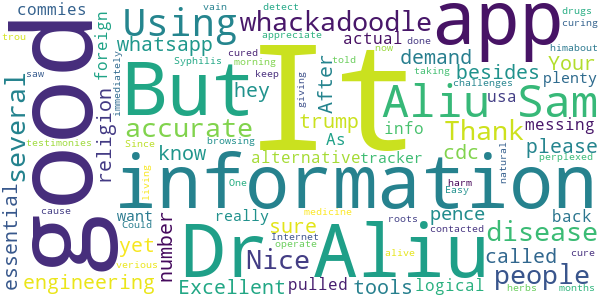 commies
vain
detect
Using
app
drugs
curing
appreciate
whackadoodle
now
himabout
saw
Syphilis
cured
morning
whatsapp
actual
done
good
several
foreign
hey
After
demand
Your
immediately
keep
told
taking
challenges
besides
plenty
But
It
Aliu Sam
religion
accurate
giving
usa
messing
trump
As
info
Thank
testimonies
Since
browsing
know
alternative
tracker
cdc
please
perplexed
information
essential
living
One
natural
want
Could
really
medicine
roots
Easy
harm
cause
yet
number
sure
Dr
Aliu
pence
disease
back
called
people
Nice
Internet
contacted
operate
alive
cure
engineering
Excellent
pulled
tools
logical
verious
herbs
months
trou